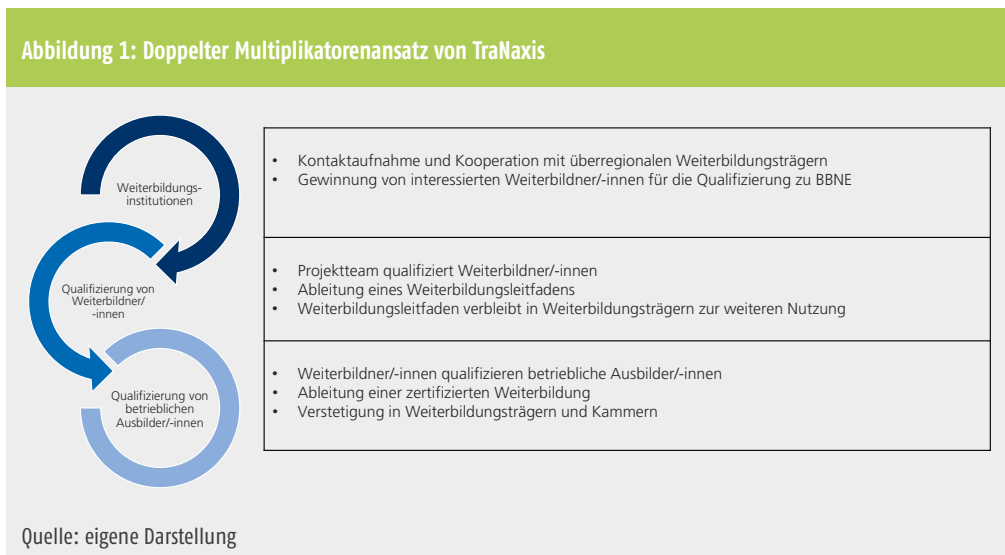 Abbildung 1: Doppelter Multiplikatorenansatz von TraNaxis
Weiterbildungs-
institutionen
• Kontaktaufnahme und Kooperation mit überregionalen Weiterbildungsträgern
• Gewinnung von interessierten Weiterbildner/-innen für die Qualifizierung zu BBNE
Qualifizierung von
Weiterbildner/
-innen
• Projektteam qualifiziert Weiterbildner/-innen
• Ableitung eines Weiterbildungsleitfadens
• Weiterbildungsleitfaden verbleibt in Weiterbildungsträgern zur weiteren Nutzung
Qualifizierung von
betrieblichen
Ausbilder/-innen
• Weiterbildner/-innen qualifizieren betriebliche Ausbilder/-innen
• Ableitung einer zertifizierten Weiterbildung
• Verstetigung in Weiterbildungsträgern und Kammern
Quelle: eigene Darstellung